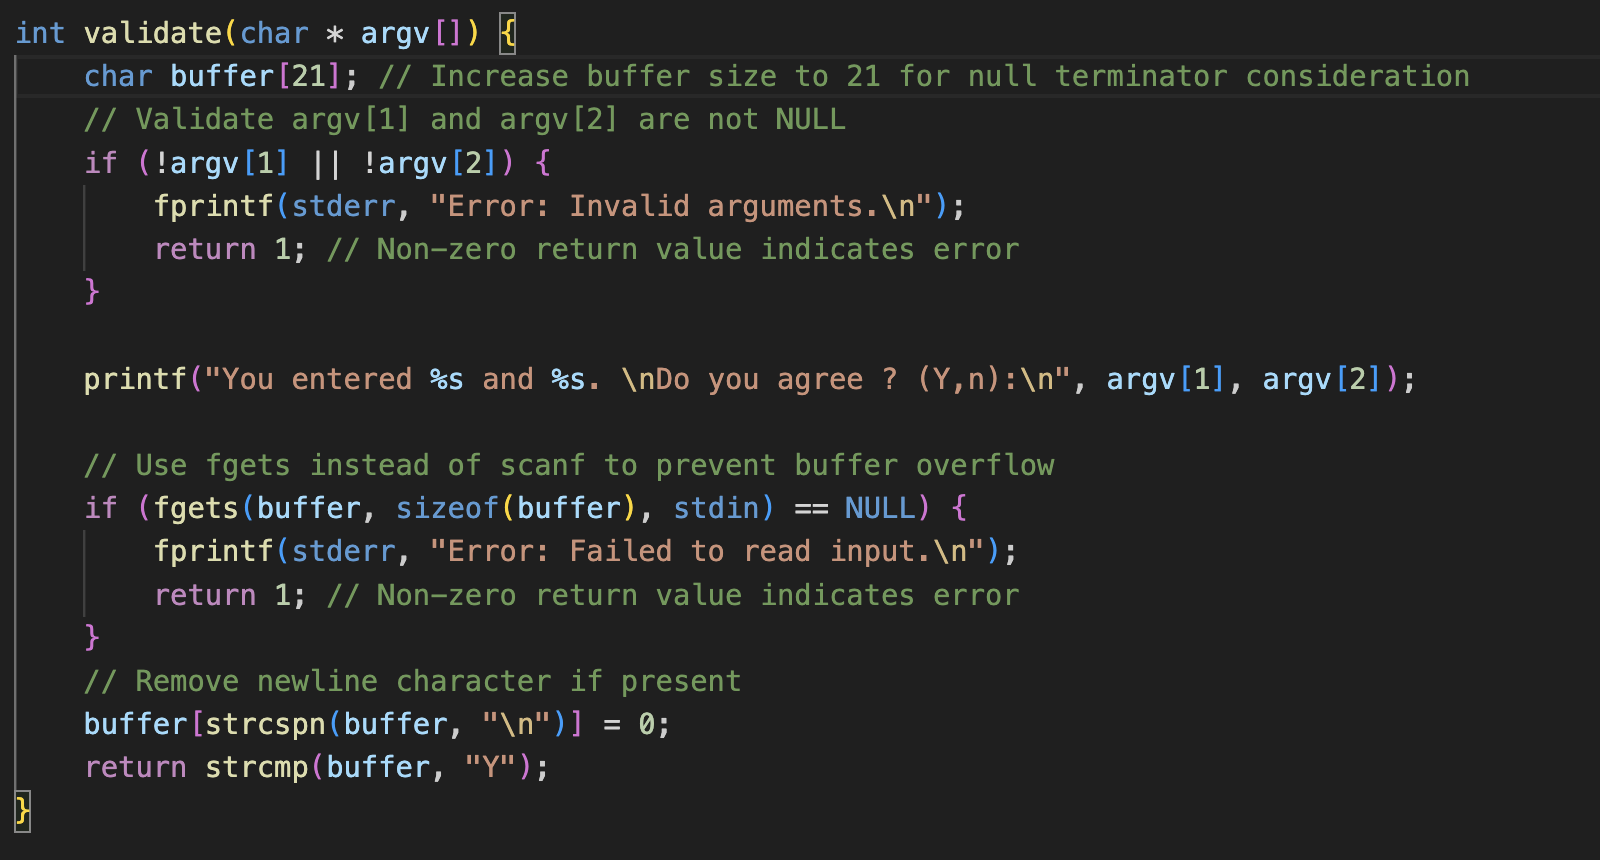 int validate(char * argv[]) {
    char buffer[21]; // Increase buffer size to 21 for null terminator consideration
    // Validate argv[1] and argv[2] are not NULL
    if (!argv[1] || !argv[2]) {
        fprintf(stderr, "Error: Invalid arguments.\n");
        return 1; // Non-zero return value indicates error
    }

    printf("You entered %s and %s. \nDo you agree ? (Y,n):\n", argv[1], argv[2]);

    // Use fgets instead of scanf to prevent buffer overflow
    if (fgets(buffer, sizeof(buffer), stdin) == NULL) {
        fprintf(stderr, "Error: Failed to read input.\n");
        return 1; // Non-zero return value indicates error
    }
    // Remove newline character if present
    buffer[strcspn(buffer, "\n")] = 0;
    return strcmp(buffer, "Y");
}